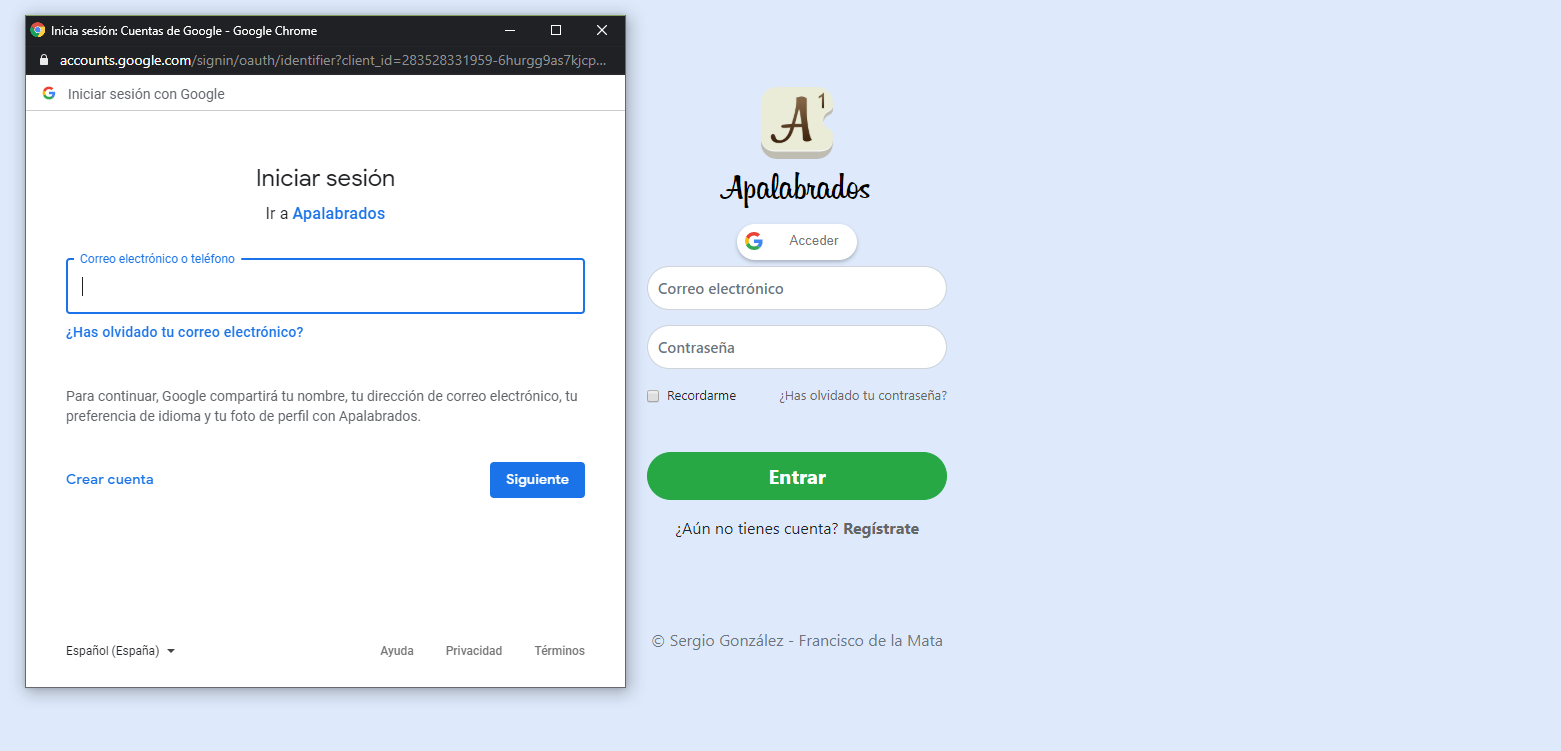 Inicia sesión: Cuentas de Google - Google Chrome
accounts.google.com/signin/oauth/identifier?client_id=283528331959-6hurgg9as7kjcp...
Iniciar sesión con Google
Iniciar sesión
Ir a Apalabrados
Correo electrónico o teléfono
¿Has olvidado tu correo electrónico?
Para continuar, Google compartirá tu nombre, tu dirección de correo electrónico, tu
preferencia de idioma y tu foto de perfil con Apalabrados.
Crear cuenta
Siguiente
Español (España)
Ayuda
Privacidad
Términos
A 1
Apalabrados
Acceder
Correo electrónico
Contraseña
Recordarme
¿Has olvidado tu contraseña?
Entrar
¿Aún no tienes cuenta? Regístrate
© Sergio González - Francisco de la Mata